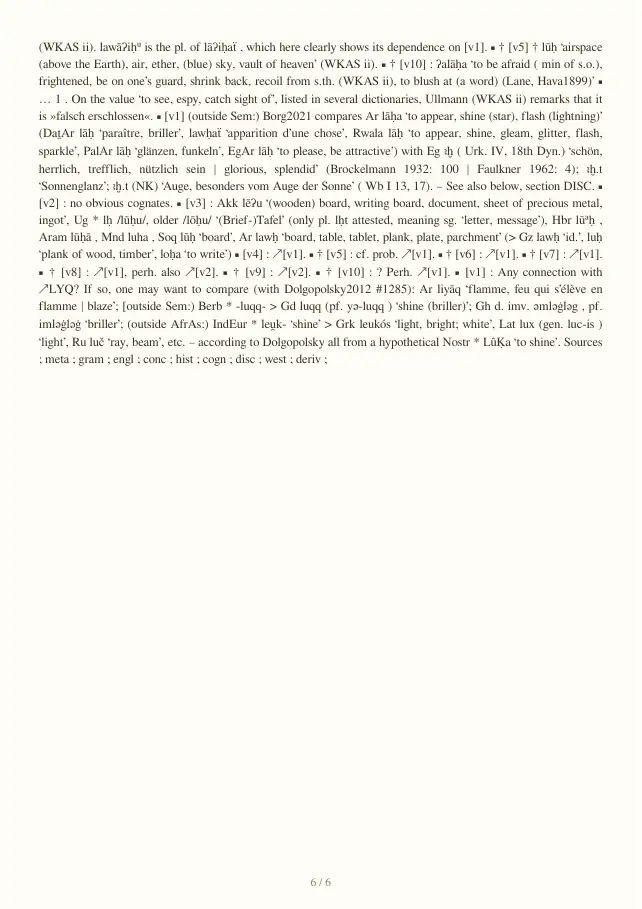 (WKAS ii). lawāʔiḥᵘ is the pl. of lāʔiḥaẗ , which here clearly shows its dependence on [v1]. ▪ † [v5] † lūḥ ‘airspace
(above the Earth), air, ether, (blue) sky, vault of heaven’ (WKAS ii). ▪ † [v10] : ʔalāḥa ‘to be afraid ( min of s.o.),
frightened, be on one’s guard, shrink back, recoil from s.th. (WKAS ii), to blush at (a word) (Lane, Hava1899)’ ▪
… 1 . On the value ‘to see, espy, catch sight of’, listed in several dictionaries, Ullmann (WKAS ii) remarks that it
is »falsch erschlossen«. ▪ [v1] (outside Sem:) Borg2021 compares Ar lāḥa ‘to appear, shine (star), flash (lightning)’
(Daṯ̣Ar lāḥ ‘paraître, briller’, lawḥaẗ ‘apparition d’une chose’, Rwala lāḥ ‘to appear, shine, gleam, glitter, flash,
sparkle’, PalAr lāḥ ‘glänzen, funkeln’, EgAr lāḥ ‘to please, be attractive’) with Eg ıȝḫ ( Urk. IV, 18th Dyn.) ‘schön,
herrlich, trefflich, nützlich sein | glorious, splendid’ (Brockelmann 1932: 100 | Faulkner 1962: 4); ıȝḫ.t
‘Sonnenglanz’; ıȝḫ.t (NK) ‘Auge, besonders vom Auge der Sonne’ ( Wb I 13, 17). – See also below, section DISC. ▪
[v2] : no obvious cognates. ▪ [v3] : Akk lēʔu ‘(wooden) board, writing board, document, sheet of precious metal,
ingot’, Ug * lḥ /lūḥu/, older /lōḥu/ ‘(Brief-)Tafel’ (only pl. lḥt attested, meaning sg. ‘letter, message’), Hbr lūᵃḥ ,
Aram lūḥā , Mnd luha , Soq lūḥ ‘board’, Ar lawḥ ‘board, table, tablet, plank, plate, parchment’ (> Gz lawḥ ‘id.’, luḥ
‘plank of wood, timber’, loḥa ‘to write’) ▪ [v4] : ↗[v1]. ▪ † [v5] : cf. prob. ↗[v1]. ▪ † [v6] : ↗[v1]. ▪ † [v7] : ↗[v1].
▪ † [v8] : ↗[v1], perh. also ↗[v2]. ▪ † [v9] : ↗[v2]. ▪ † [v10] : ? Perh. ↗[v1]. ▪ [v1] : Any connection with
↗LYQ? If so, one may want to compare (with Dolgopolsky2012 #1285): Ar liyāq ‘flamme, feu qui s’élève en
flamme | blaze’; [outside Sem:) Berb * -luqq- > Gd luqq (pf. yǝ-luqq ) ‘shine (briller)’; Gh d. imv. ǝmlǝġlǝg , pf.
imlǝġlǝġ ‘briller’; (outside AfrAs:) IndEur * leu̯k- ‘shine’ > Grk leukós ‘light, bright; white’, Lat lux (gen. luc-is )
‘light’, Ru luč ‘ray, beam’, etc. – according to Dolgopolsky all from a hypothetical Nostr * LûḲa ‘to shine’. Sources
; meta ; gram ; engl ; conc ; hist ; cogn ; disc ; west ; deriv ;
6 / 6